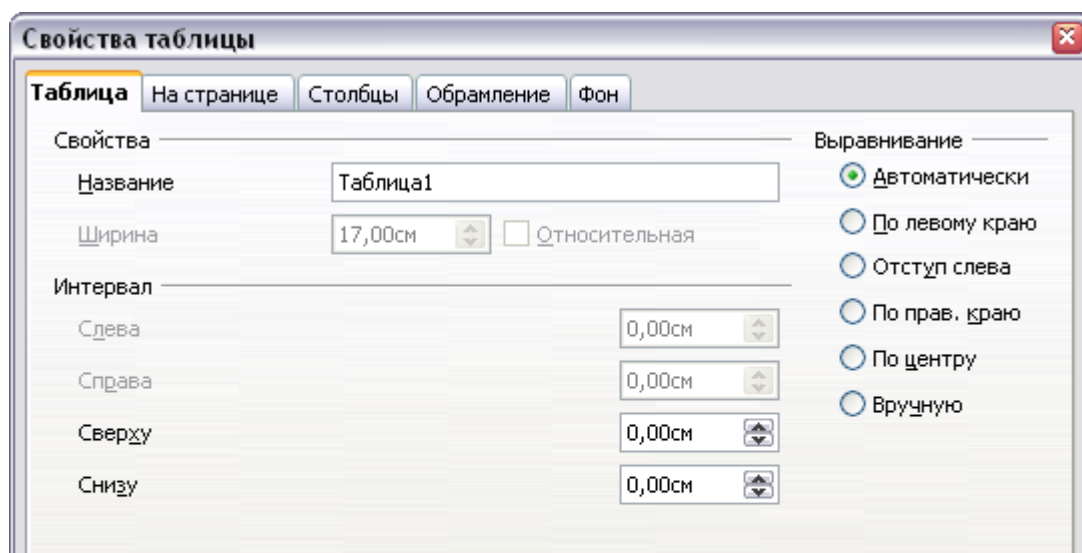 Свойства таблицы
Таблица На странице Столбцы Обрамление Фон
Свойства
Название Таблица1
Ширина 17,00см Относительная
Интервал
Слева 0,00см
Справа 0,00см
Сверху 0,00см
Снизу 0,00см
Выравнивание
Автоматически
По левому краю
Отступ слева
По прав. краю
По центру
Вручную